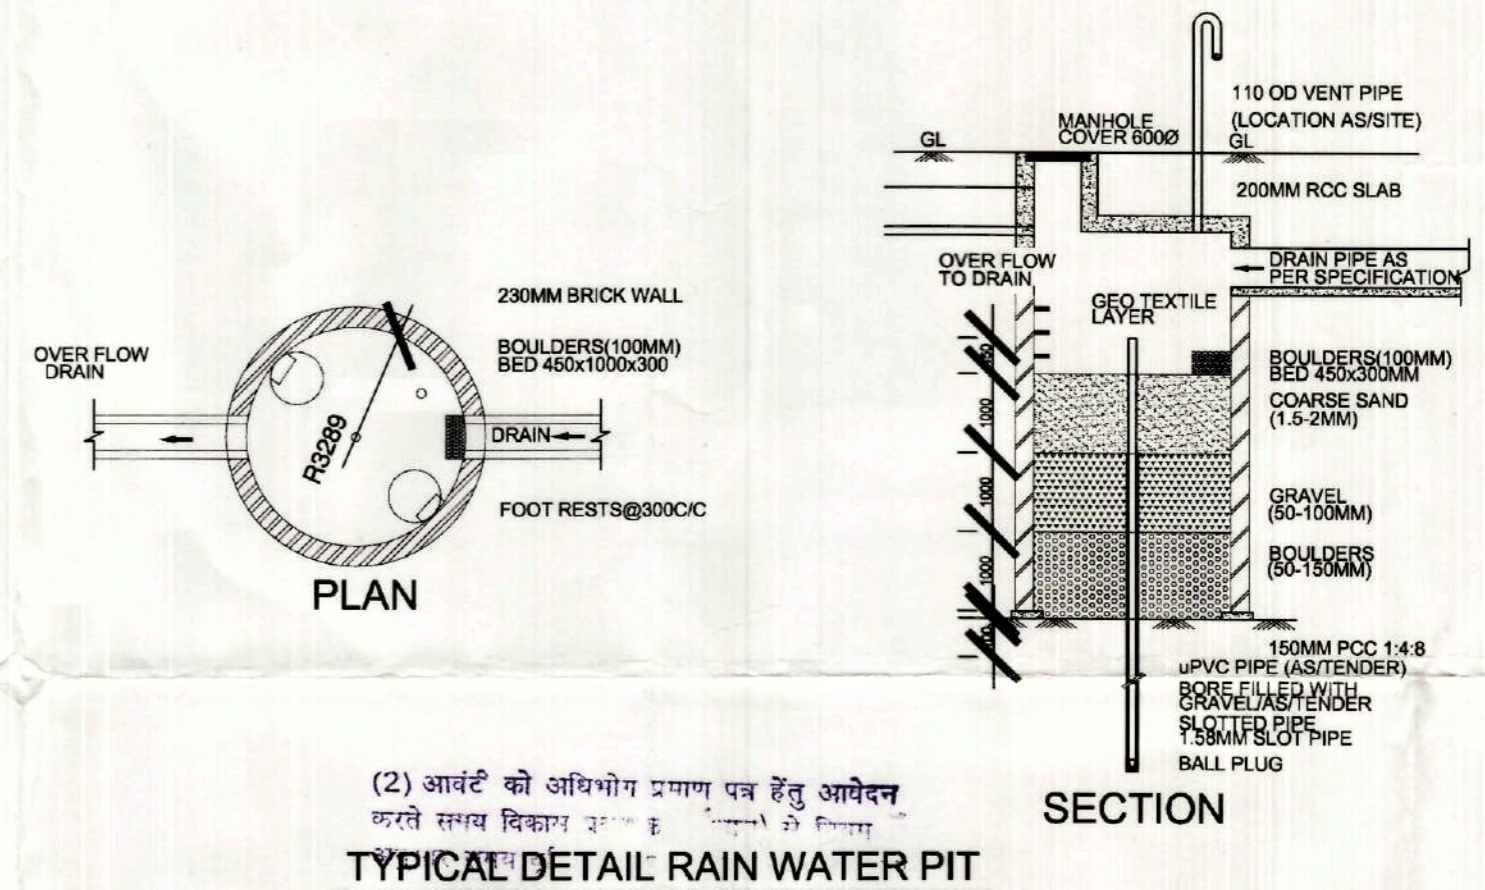 110 OD VENT PIPE
(LOCATION AS/SITE)
MANHOLE
COVER 600Ø
GL
GL
200MM RCC SLAB
OVER FLOW
TO DRAIN
DRAIN PIPE AS
PER SPECIFICATION
GEO TEXTILE
LAYER
BOULDERS(100MM)
BED 450x300MM
COARSE SAND
(1.5-2MM)
1000
GRAVEL
(50-100MM)
1000
BOULDERS
(50-150MM)
1000
150MM PCC 1:4:8
uPVC PIPE (AS/TENDER)
BORE FILLED WITH
GRAVEL/AS/TENDER
SLOTTED PIPE
1.58MM SLOT PIPE
BALL PLUG
SECTION
230MM BRICK WALL
BOULDERS(100MM)
BED 450x1000x300
OVER FLOW
DRAIN
R3289
DRAIN
FOOT RESTS@300C/C
PLAN
(2) आवंटी को अधिभोग प्रमाण पत्र हेंतु आवेदन
करते समय विकास
समय
TYPICAL DETAIL RAIN WATER PIT